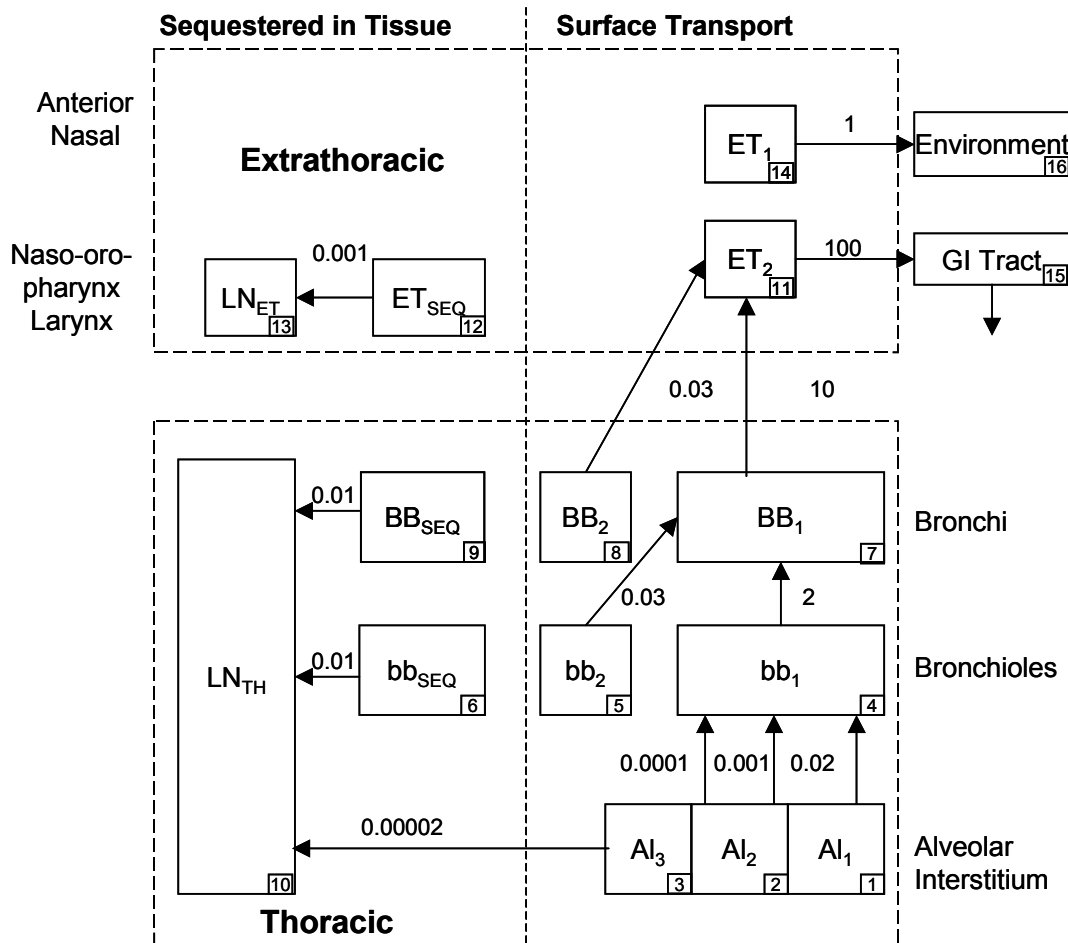 Sequestered in Tissue
Surface Transport
Anterior
Nasal
Extrathoracic
ET1
14
1
Environment
16
Naso-oro-
pharynx
Larynx
LNET
13
0.001
ETSEQ
12
ET2
11
100
GI Tract
15
0.03
10
LNTH
10
0.01
BBSEQ
9
BB2
8
BB1
7
Bronchi
0.03
2
0.01
bbSEQ
6
bb2
5
bb1
4
Bronchioles
0.0001
0.001
0.02
0.00002
AI3
3
AI2
2
AI1
1
Alveolar
Interstitium
Thoracic